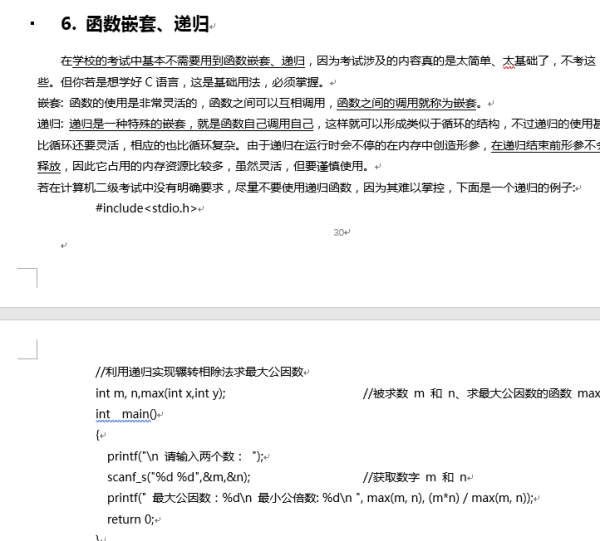 6. 函数嵌套、递归
在学校的考试中基本不需要用到函数嵌套、递归，因为考试涉及的内容真的是太简单、太基础了，不考这
些。但你若是想学好 C 语言，这是基础用法，必须掌握。
嵌套: 函数的使用是非常灵活的，函数之间可以互相调用，函数之间的调用就称为嵌套。
递归: 递归是一种特殊的嵌套，就是函数自己调用自己，这样就可以形成类似于循环的结构，不过递归的使用甚
比循环还要灵活，相应的也比循环复杂。由于递归在运行时会不停的在内存中创造形参，在递归结束前形参不会
释放，因此它占用的内存资源比较多，虽然灵活，但要谨慎使用。
若在计算机二级考试中没有明确要求，尽量不要使用递归函数，因为其难以掌控，下面是一个递归的例子:
#include<stdio.h>
30
//利用递归实现辗转相除法求最大公因数
int m, n,max(int x,int y); //被求数 m 和 n、求最大公因数的函数 max
int main()
{
printf("\n 请输入两个数： ");
scanf_s("%d %d",&m,&n); //获取数字 m 和 n
printf(" 最大公因数：%d\n 最小公倍数: %d\n ", max(m, n), (m*n) / max(m, n));
return 0;
}